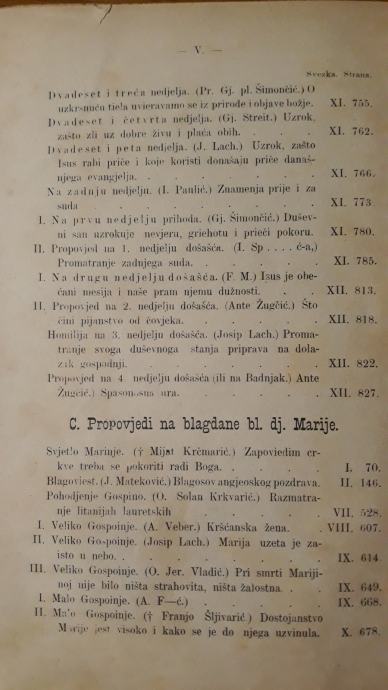 — V. —
Svezka. Strana.
Dvadeset i treća nedjelja. (Pr. Gj. pl. Šimončić.) O
uzkrsnuću tiela uvieravamo se iz prirode i objave božje. XI. 755.
Dvadeset i četvrta nedjelja. (Gj. Streit.) Uzrok,
zašto zli uz dobre živu i plaća obih. . . . XI. 762.
Dvadeset i peta nedjelja. (J. Lach.) Uzrok, zašto
Isus rabi priče i koje koristi donašaju priče današ-
njega evangjelja. . . . . . . XI. 766.
Na zadnju nedjelju. (I. Paulić.) Znamenja prije i za
suda . . . . . . . . XI. 773.
I. Na prvu nedjelju prihoda. (Gj. Šimončić.) Dušev-
ni san uzrokuje nevjeru, griehotu i prieči pokoru. XI. 780.
II. Propovjed na 1. nedjelju došašća. (I. Sp . . . . ć-a,)
Promatranje zadnjega suda. . . . . XI. 785.
I. Na drugu nedjelju došašća. (F. M.) Isus je obe-
ćani mesija i naše pram njemu dužnosti. . . XII. 813.
II. Propovjed na 2. nedjelju došašća. (Ante Žugčić.) Što
čini pijanstvo od čovjeka. . . . . XII. 818.
Homilija na 3. nedjelju došašća. (Josip Lach.) Proma-
tranje svoga duševnoga stanja priprava na dola-
zak gospodnji. . . . . . . XII. 822.
Propovjed na 4. nedjelju došašća (ili na Badnjak.) Ante
Žugčić.) Spasonosna ura. . . . . XII. 827.
C. Propovjedi na blagdane bl. dj. Marije.
Svjetlo Marinje. († Mijat Krčmarić.) Zapoviedim cr-
kve treba se pokoriti radi Boga. . . . I. 70.
Blagoviest. (J. Mateković.) Blagosov angjeoskog pozdrava. II. 146.
Pohodjenje Gospino. (O. Solan Krkvarić.) Razmatra-
nje litanijah lauretskih . . . . . VII. 528.
I. Veliko Gospoinje. (A. Veber.) Kršćanska žena. . VIII. 607.
II. Veliko Gospoinje. (Josip Lach.) Marija uzeta je za-
isto u nebo. . . . . . . . IX. 614.
III. Veliko Gospoinje. (O. Jer. Vladić.) Pri smrti Mariji-
noj nije bilo ništa strahovita, ništa žalostna. . IX. 649.
I. Malo Gospoinje. (A. F—ć.) . . . . . IX. 668.
II. Malo Gospoinje. († Franjo Šljivarić.) Dostojanstvo
Marije jest visoko i kako se je do njega uzvinula. X. 678.